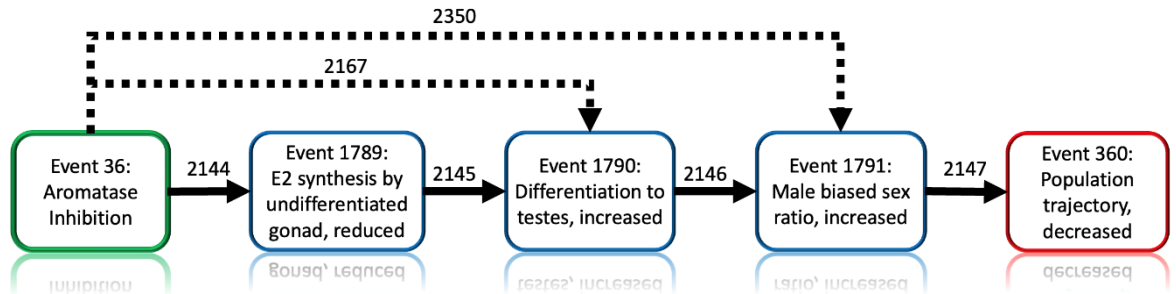 2350
2167
Event 36:
Aromatase
Inhibition
2144
Event 1789:
E2 synthesis by
undifferentiated
gonad, reduced
2145
Event 1790:
Differentiation to
testes, increased
2146
Event 1791:
Male biased sex
ratio, increased
2147
Event 360:
Population
trajectory,
decreased